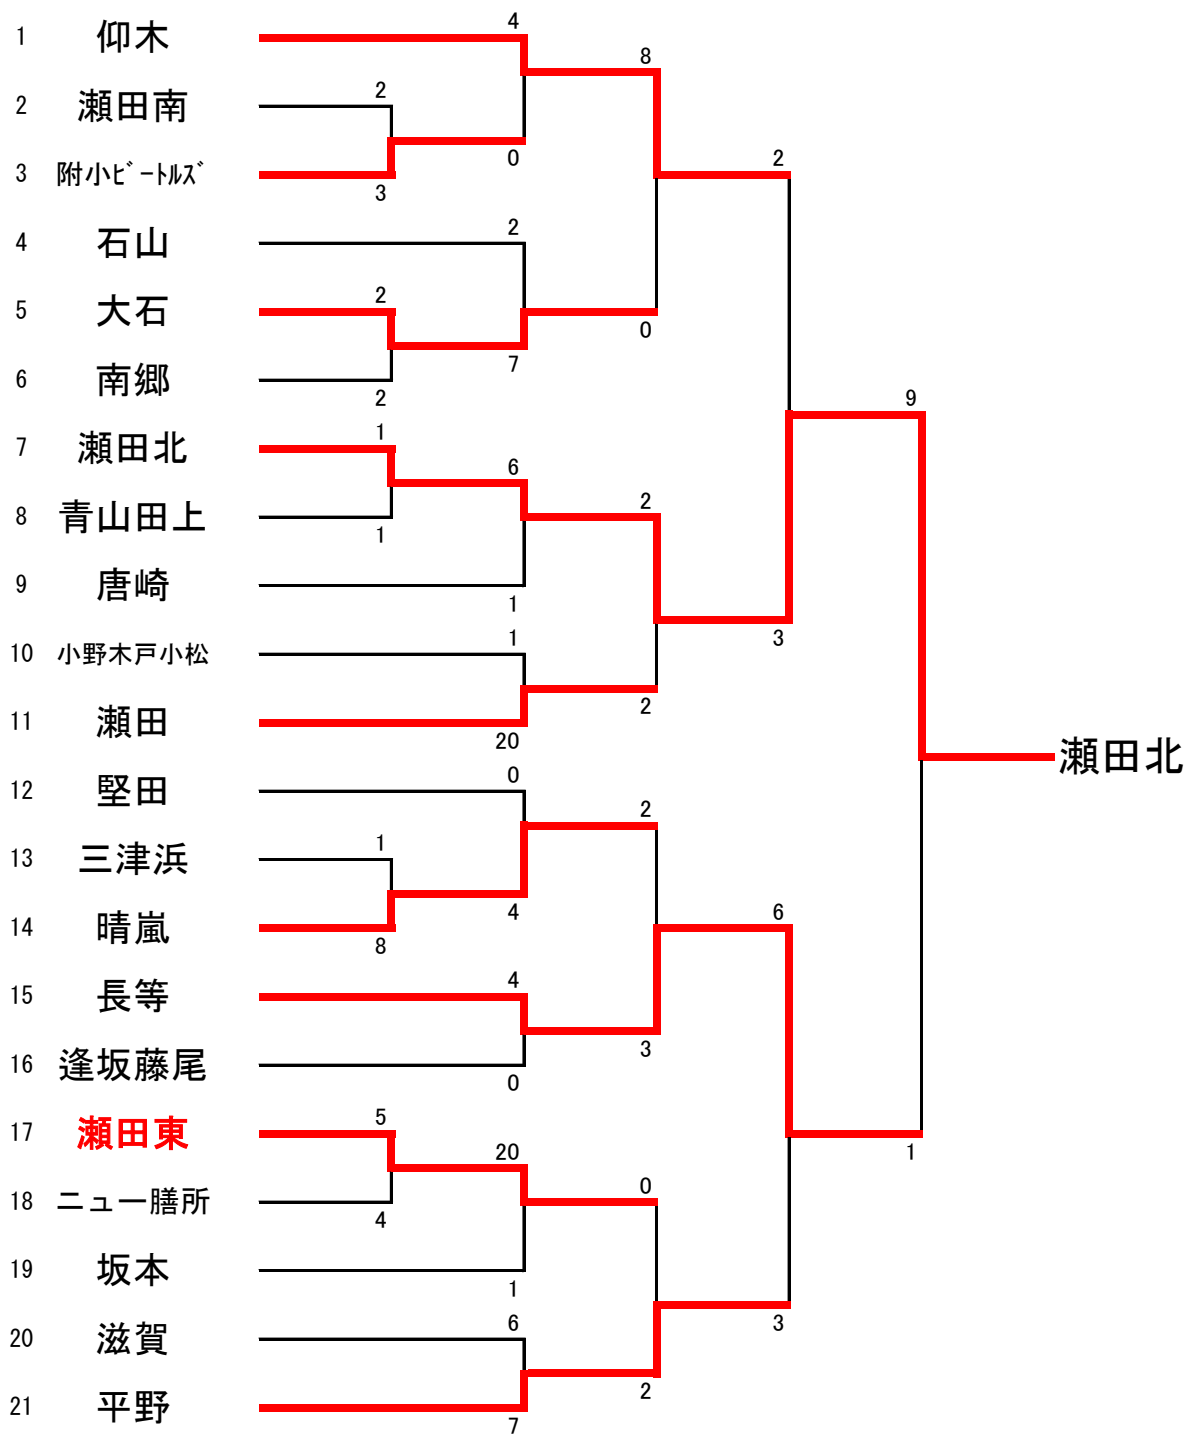 4
1 仰木
8
2 瀬田南 2
0
2
3 附小ﾋﾞｰﾄﾙｽﾞ
3
4 石山 2
5 大石 2
0
7
6 南郷
2
9
7 瀬田北 1
6
2
8 青山田上
1
9 唐崎
1
10 小野木戸小松 1
3
2
11 瀬田
20
瀬田北
12 堅田 0
2
13 三津浜 1
4
6
14 晴嵐
8
15 長等 4
3
16 逢坂藤尾
0
17 瀬田東 5
20
1
0
18 ニュー膳所
4
19 坂本
1
20 滋賀 6
3
2
21 平野
7